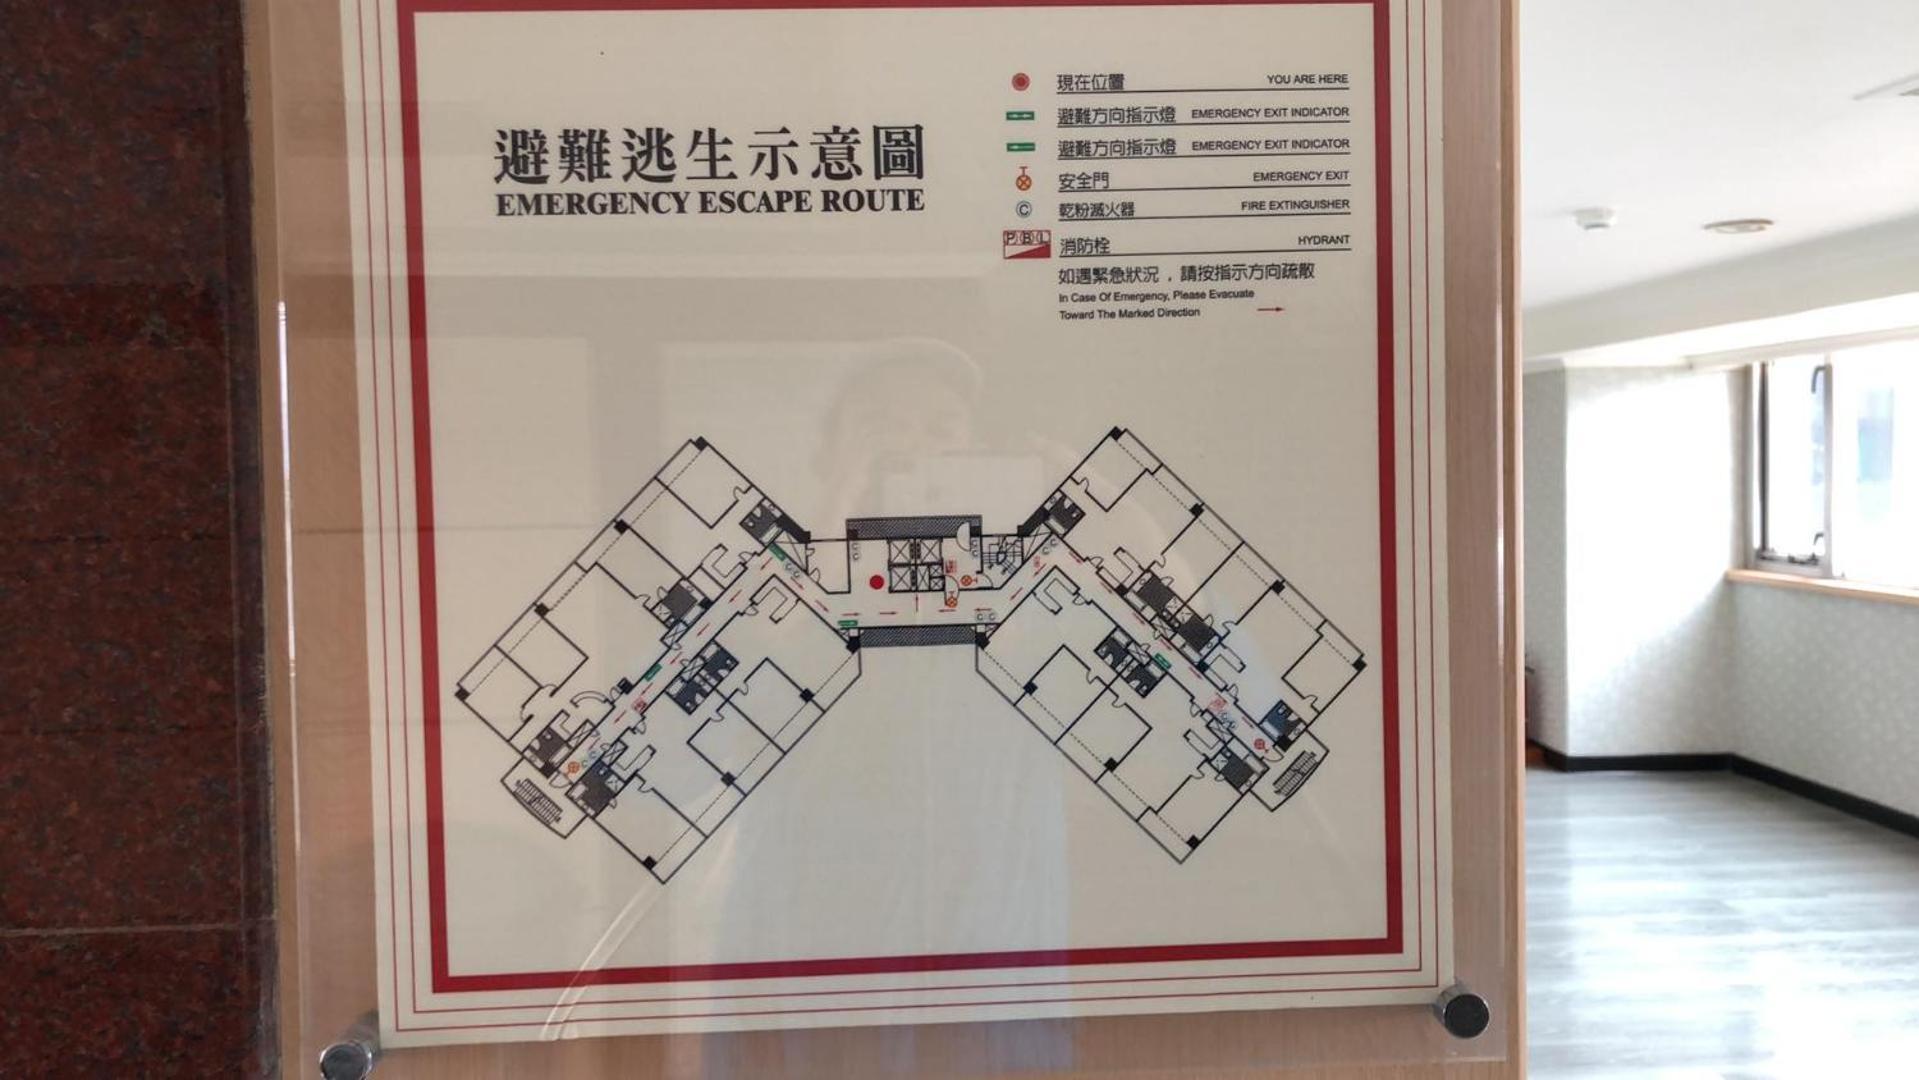 避難逃生示意圖
EMERGENCY ESCAPE ROUTE
現在位置 YOU ARE HERE
避難方向指示燈 EMERGENCY EXIT INDICATOR
避難方向指示燈 EMERGENCY EXIT INDICATOR
安全門 EMERGENCY EXIT
C 乾粉滅火器 FIRE EXTINGUISHER
P B L 消防栓 HYDRANT
如遇緊急狀況，請按指示方向疏散
In Case Of Emergency, Please Evacuate
Toward The Marked Direction